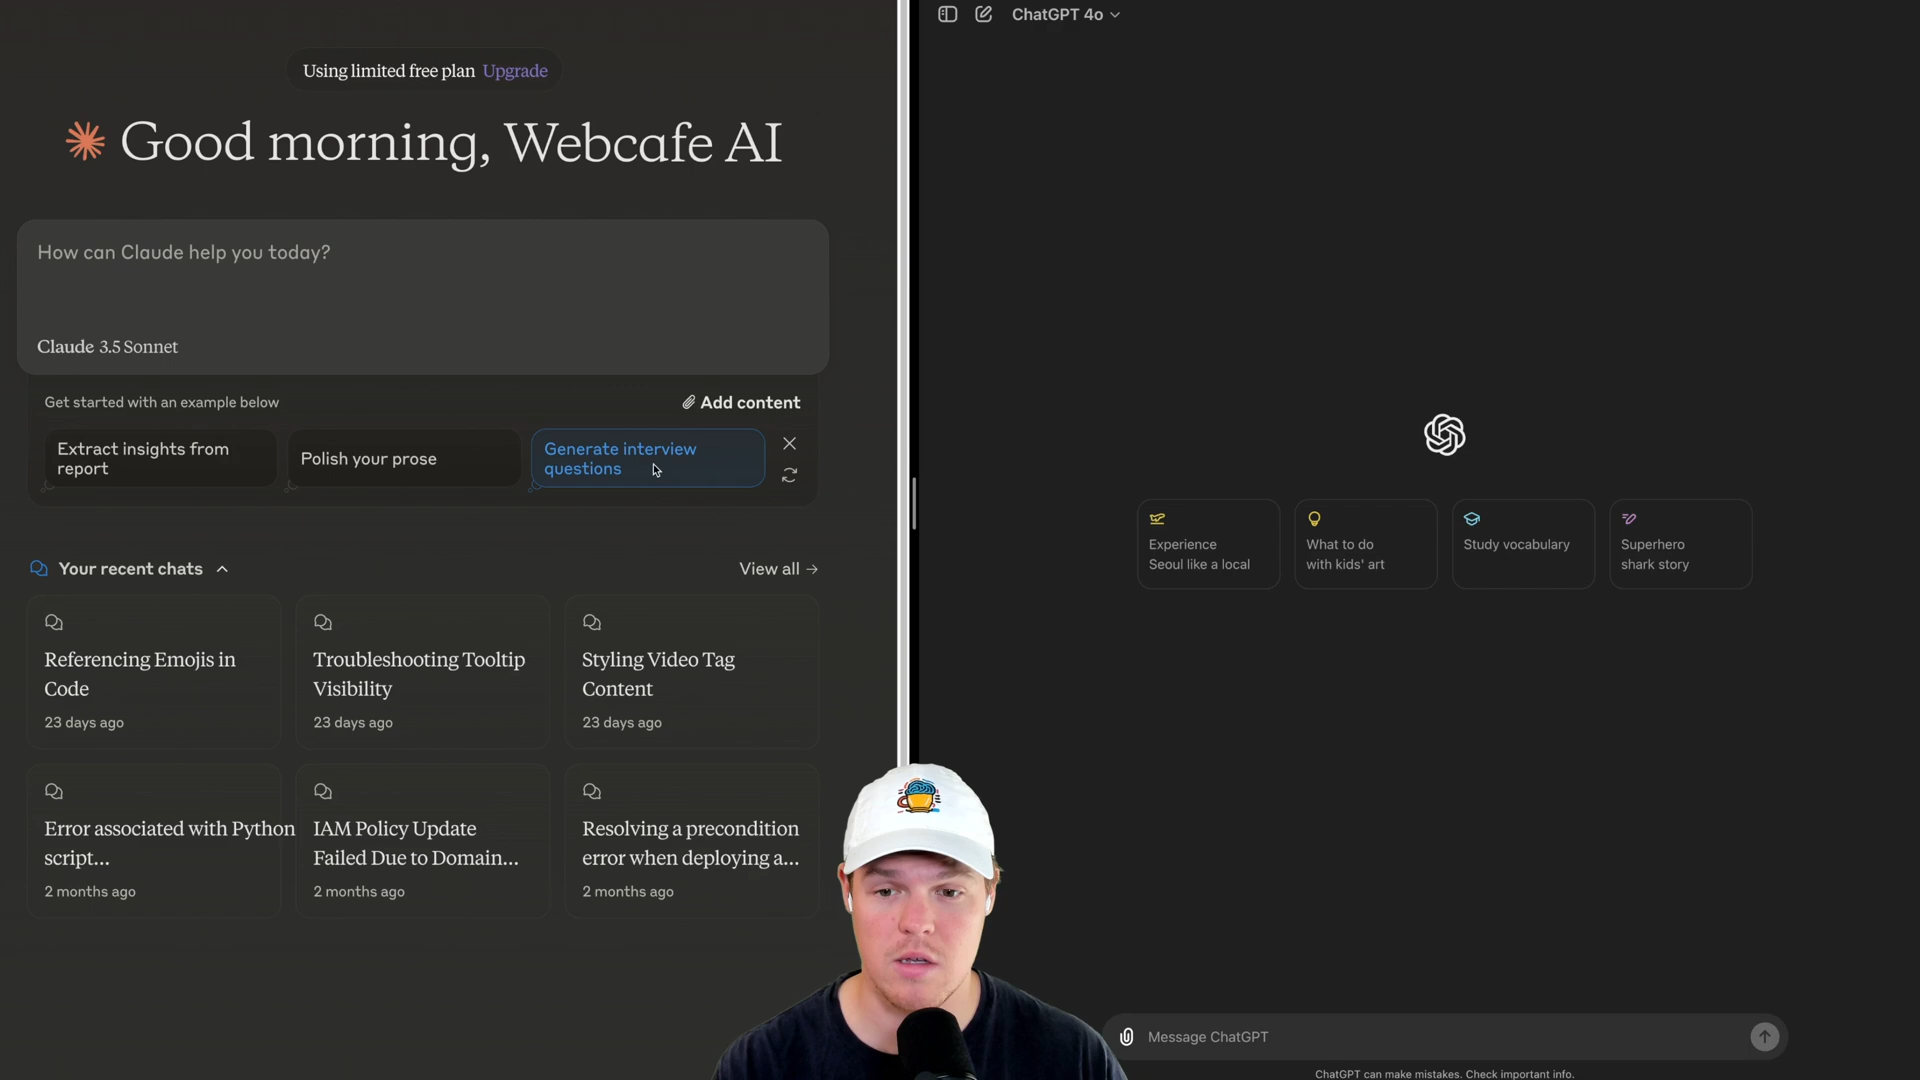 Using limited free plan Upgrade
Good morning, Webcafe AI
How can Claude help you today?
Claude 3.5 Sonnet
Get started with an example below
Add content
Extract insights from
report
Polish your prose
Generate interview
questions
Your recent chats
View all
Referencing Emojis in
Code
23 days ago
Troubleshooting Tooltip
Visibility
23 days ago
Styling Video Tag
Content
23 days ago
Error associated with Python
script...
2 months ago
IAM Policy Update
Failed Due to Domain...
2 months ago
Resolving a precondition
error when deploying a...
2 months ago
ChatGPT 4o
Experience
Seoul like a local
What to do
with kids' art
Study vocabulary
Superhero
shark story
Message ChatGPT
ChatGPT can make mistakes. Check important info.